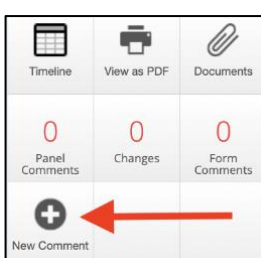 Timeline View as PDF Documents
0 0 0
Panel Changes Form
Comments Comments
New Comment